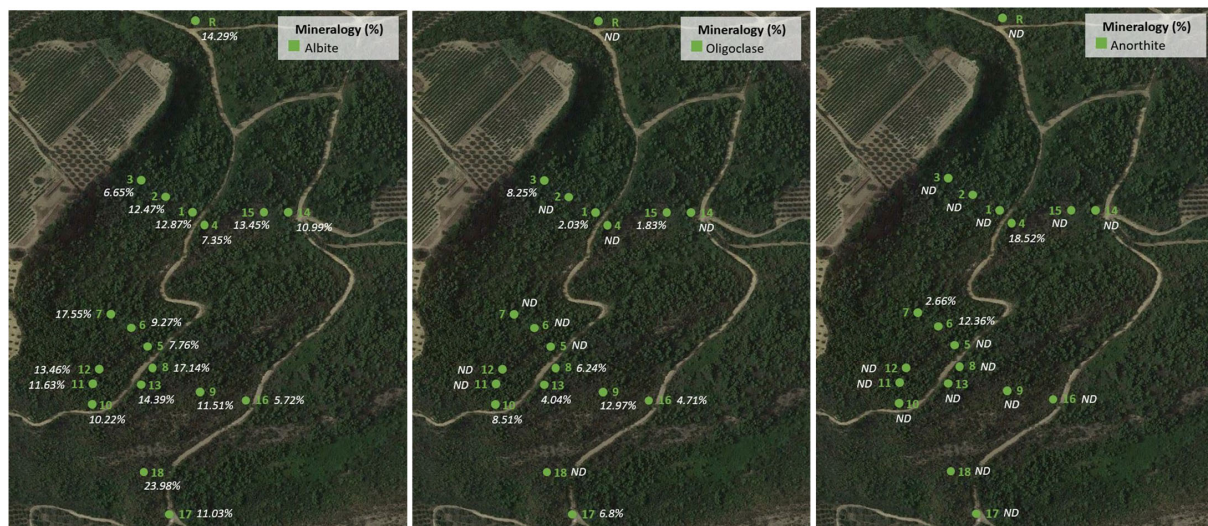 Mineralogy (%)
Albite
R
14.29%
3
6.65%
2
12.47%
1
12.87%
4
7.35%
15
13.45%
14
10.99%
7
17.55%
6
9.27%
5
7.76%
12
13.46%
8
17.14%
11
11.63%
13
14.39%
9
11.51%
16
5.72%
10
10.22%
18
23.98%
17
11.03%
Mineralogy (%)
Oligoclase
R
ND
3
8.25%
2
ND
1
2.03%
4
ND
15
1.83%
14
ND
7
ND
6
ND
5
ND
12
ND
8
6.24%
11
ND
13
4.04%
9
12.97%
16
4.71%
10
8.51%
18
ND
17
6.8%
Mineralogy (%)
Anorthite
R
ND
3
ND
2
ND
1
ND
4
18.52%
15
ND
14
ND
7
2.66%
6
12.36%
5
ND
12
ND
8
ND
11
ND
13
ND
9
ND
16
ND
10
ND
18
ND
17
ND